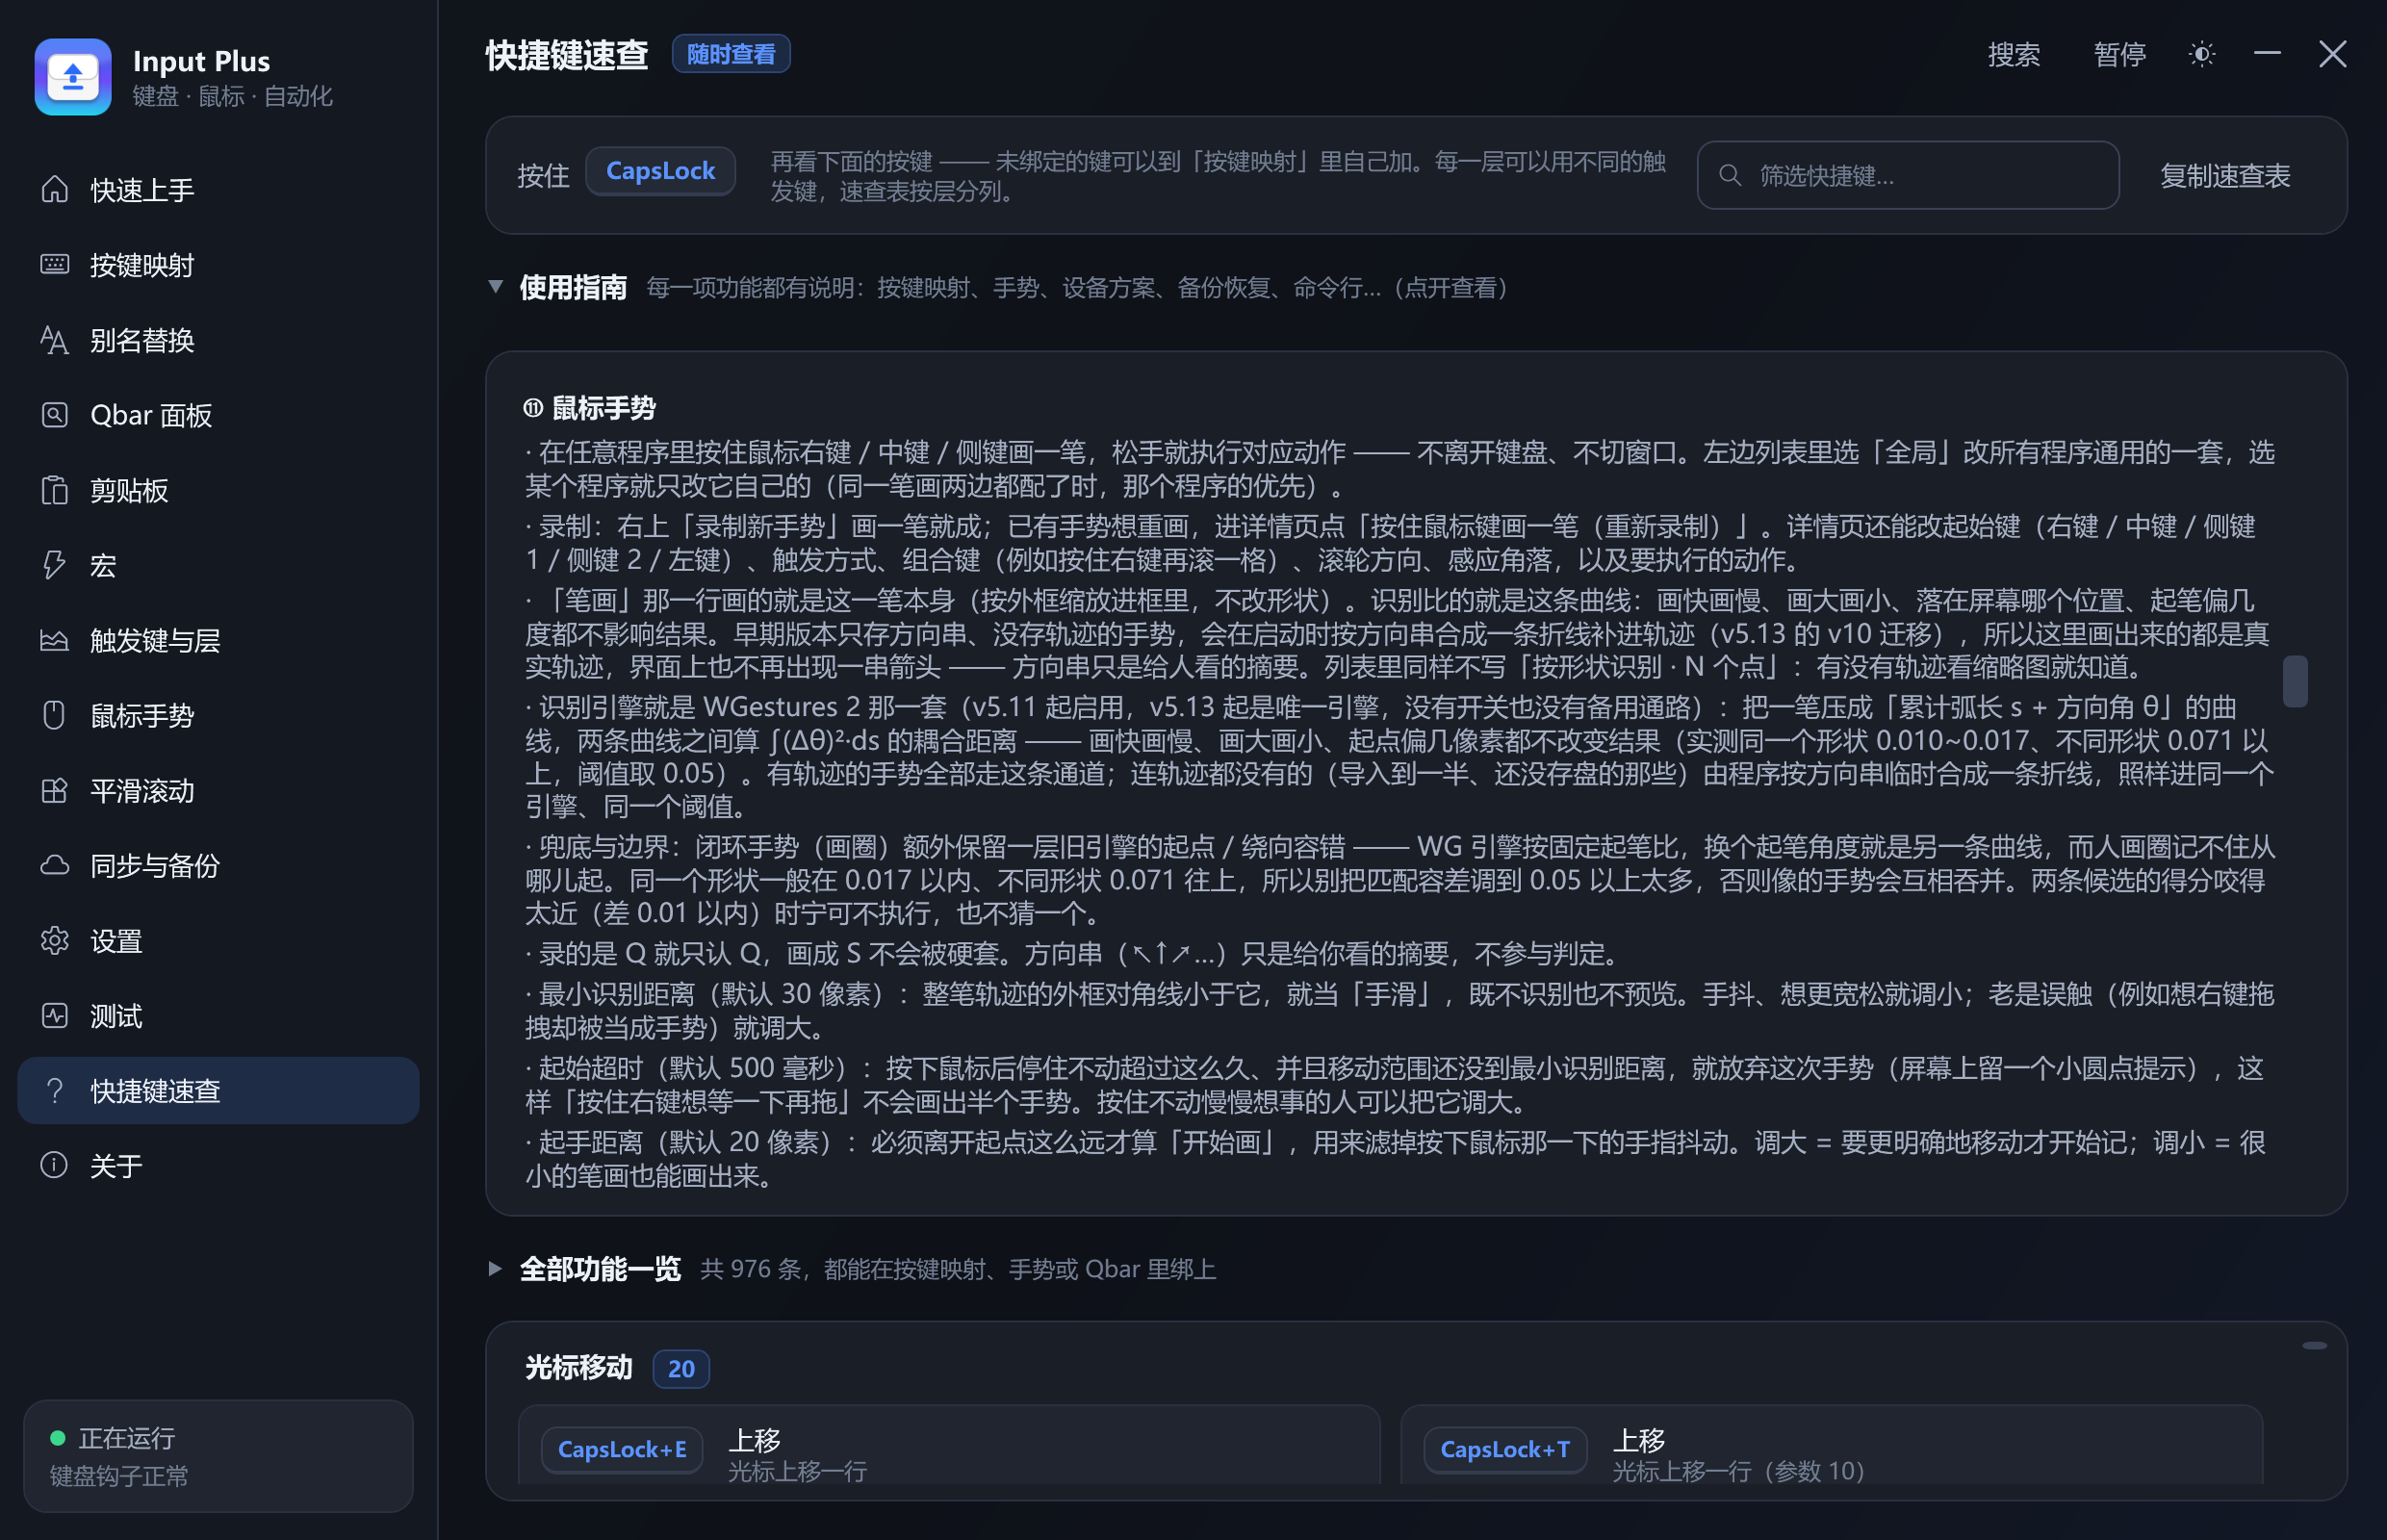 Input Plus
键盘 · 鼠标 · 自动化
快速上手
按键映射
别名替换
Qbar 面板
剪贴板
宏
触发键与层
鼠标手势
平滑滚动
同步与备份
设置
测试
快捷键速查
关于
正在运行
键盘钩子正常
快捷键速查
随时查看
搜索
暂停
按住
CapsLock
再看下面的按键 —— 未绑定的键可以到「按键映射」里自己加。每一层可以用不同的触
发键，速查表按层分列。
筛选快捷键...
复制速查表
使用指南
每一项功能都有说明：按键映射、手势、设备方案、备份恢复、命令行...（点开查看）
⑪ 鼠标手势
· 在任意程序里按住鼠标右键 / 中键 / 侧键画一笔，松手就执行对应动作 —— 不离开键盘、不切窗口。左边列表里选「全局」改所有程序通用的一套，选
某个程序就只改它自己的（同一笔画两边都配了时，那个程序的优先）。
· 录制：右上「录制新手势」画一笔就成；已有手势想重画，进详情页点「按住鼠标键画一笔（重新录制）」。详情页还能改起始键（右键 / 中键 / 侧键
1 / 侧键 2 / 左键）、触发方式、组合键（例如按住右键再滚一格）、滚轮方向、感应角落，以及要执行的动作。
· 「笔画」那一行画的就是这一笔本身（按外框缩放进框里，不改形状）。识别比的就是这条曲线：画快画慢、画大画小、落在屏幕哪个位置、起笔偏几
度都不影响结果。早期版本只存方向串、没存轨迹的手势，会在启动时按方向串合成一条折线补进轨迹（v5.13 的 v10 迁移），所以这里画出来的都是真
实轨迹，界面上也不再出现一串箭头 —— 方向串只是给人看的摘要。列表里同样不写「按形状识别 · N 个点」：有没有轨迹看缩略图就知道。
· 识别引擎就是 WGestures 2 那一套（v5.11 起启用，v5.13 起是唯一引擎，没有开关也没有备用通路）：把一笔压成「累计弧长 s + 方向角 θ」的曲
线，两条曲线之间算 ∫(Δθ)²·ds 的耦合距离 —— 画快画慢、画大画小、起点偏几像素都不改变结果（实测同一个形状 0.010~0.017、不同形状 0.071 以
上，阈值取 0.05）。有轨迹的手势全部走这条通道；连轨迹都没有的（导入到一半、还没存盘的那些）由程序按方向串临时合成一条折线，照样进同一个
引擎、同一个阈值。
· 兜底与边界：闭环手势（画圈）额外保留一层旧引擎的起点 / 绕向容错 —— WG 引擎按固定起笔比，换个起笔角度就是另一条曲线，而人画圈记不住从
哪儿起。同一个形状一般在 0.017 以内、不同形状 0.071 往上，所以别把匹配容差调到 0.05 以上太多，否则像的手势会互相吞并。两条候选的得分咬得
太近（差 0.01 以内）时宁可不执行，也不猜一个。
· 录的是 Q 就只认 Q，画成 S 不会被硬套。方向串（↖↑↗...）只是给你看的摘要，不参与判定。
· 最小识别距离（默认 30 像素）：整笔轨迹的外框对角线小于它，就当「手滑」，既不识别也不预览。手抖、想更宽松就调小；老是误触（例如想右键拖
拽却被当成手势）就调大。
· 起始超时（默认 500 毫秒）：按下鼠标后停住不动超过这么久、并且移动范围还没到最小识别距离，就放弃这次手势（屏幕上留一个小圆点提示），这
样「按住右键想等一下再拖」不会画出半个手势。按住不动慢慢想事的人可以把它调大。
· 起手距离（默认 20 像素）：必须离开起点这么远才算「开始画」，用来滤掉按下鼠标那一下的手指抖动。调大 = 要更明确地移动才开始记；调小 = 很
小的笔画也能画出来。
全部功能一览
共 976 条，都能在按键映射、手势或 Qbar 里绑上
光标移动
20
CapsLock+E
上移
光标上移一行
CapsLock+T
上移
光标上移一行（参数 10）